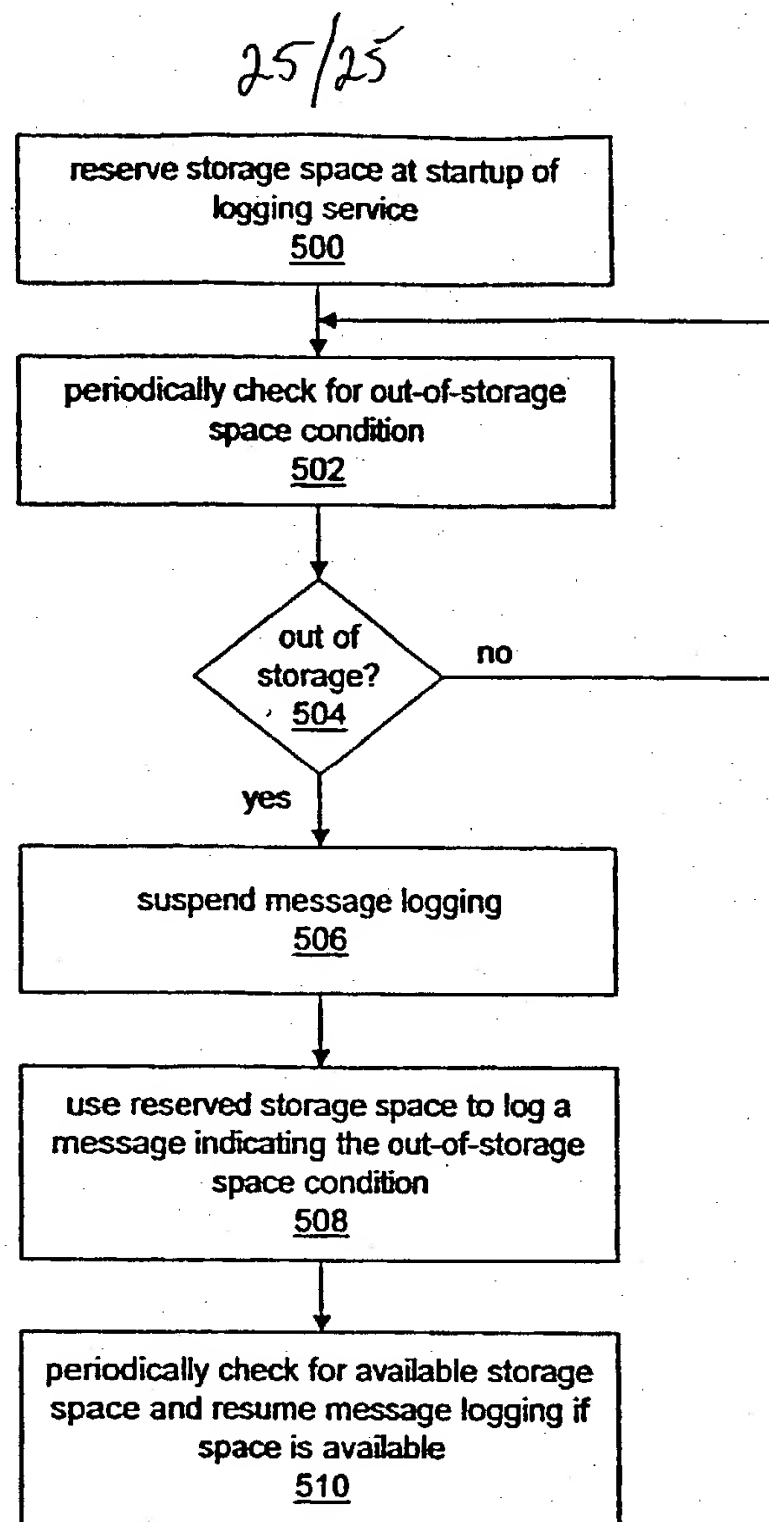 25/25
reserve storage space at startup of
logging service
500
periodically check for out-of-storage
space condition
502
out of
storage?
504
no
yes
suspend message logging
506
use reserved storage space to log a
message indicating the out-of-storage
space condition
508
periodically check for available storage
space and resume message logging if
space is available
510